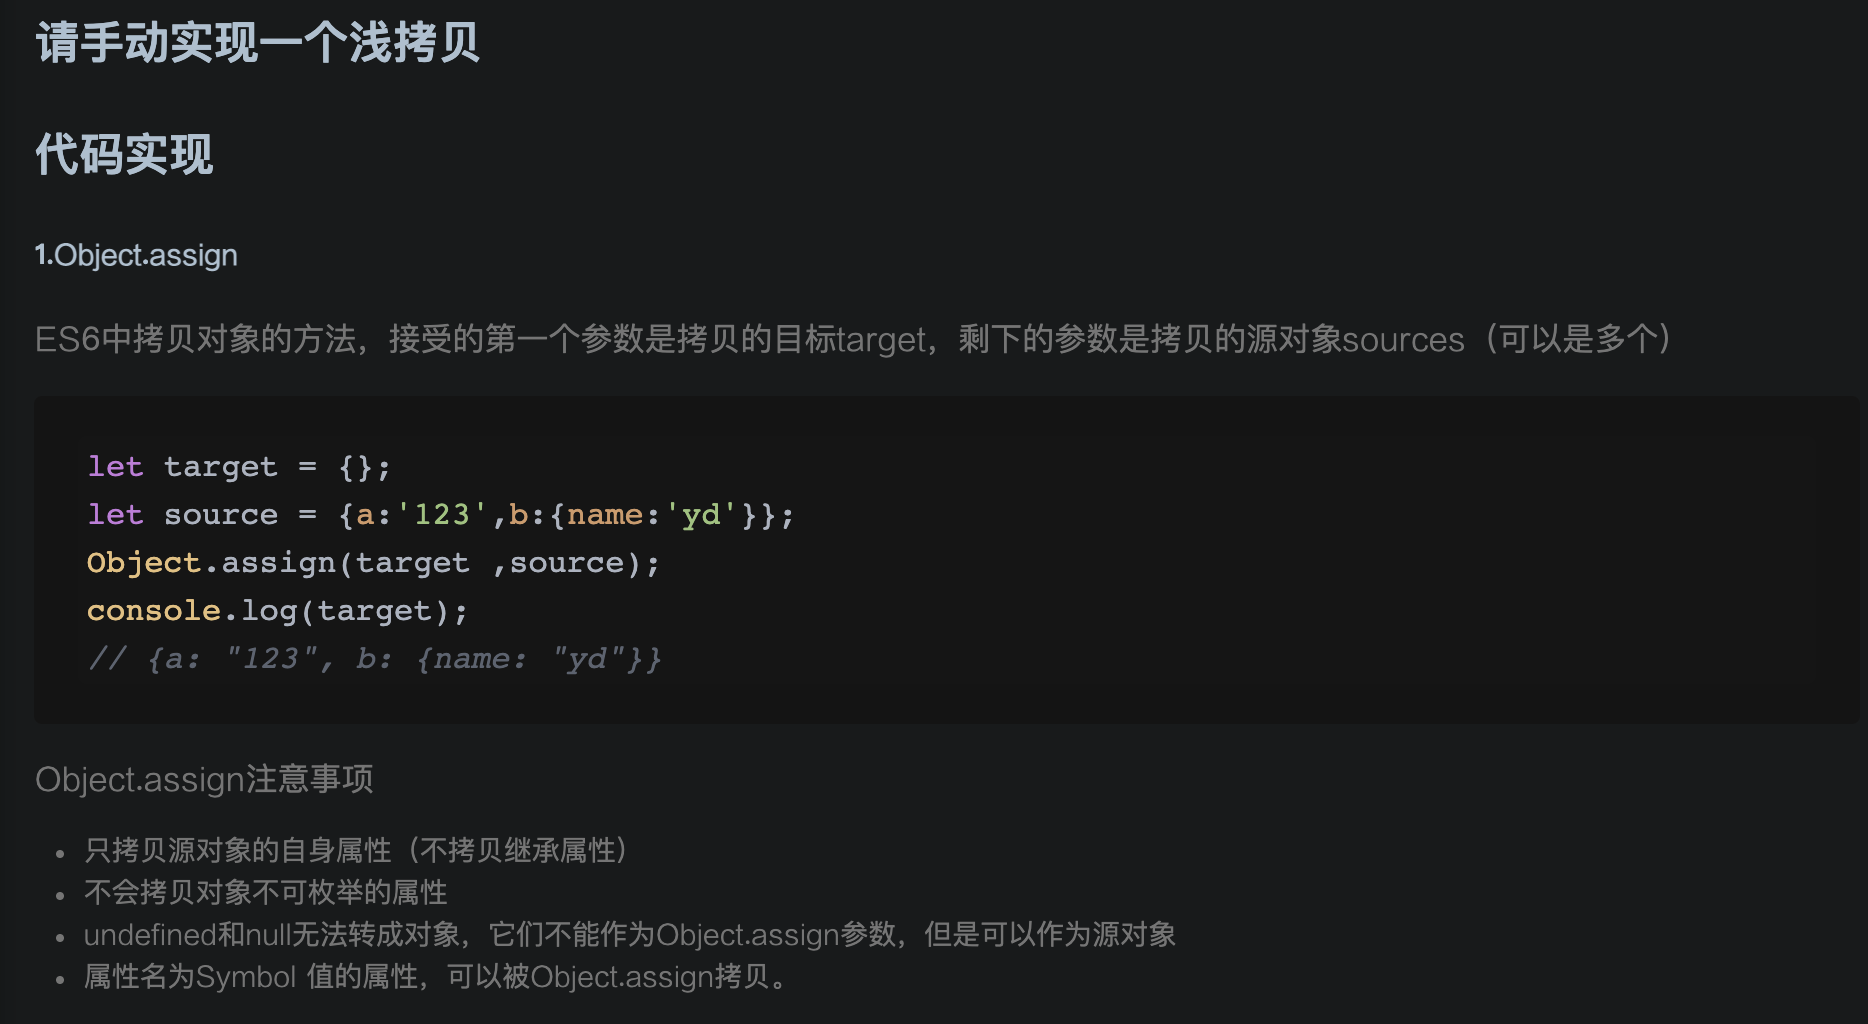 请手动实现一个浅拷贝
代码实现
1.Object.assign
ES6中拷贝对象的方法，接受的第一个参数是拷贝的目标target，剩下的参数是拷贝的源对象sources（可以是多个）
let target = {};
let source = {a:'123',b:{name:'yd'}};
Object.assign(target ,source);
console.log(target);
// {a: "123", b: {name: "yd"}}
Object.assign注意事项
• 只拷贝源对象的自身属性（不拷贝继承属性）
• 不会拷贝对象不可枚举的属性
• undefined和null无法转成对象，它们不能作为Object.assign参数，但是可以作为源对象
• 属性名为Symbol 值的属性，可以被Object.assign拷贝。